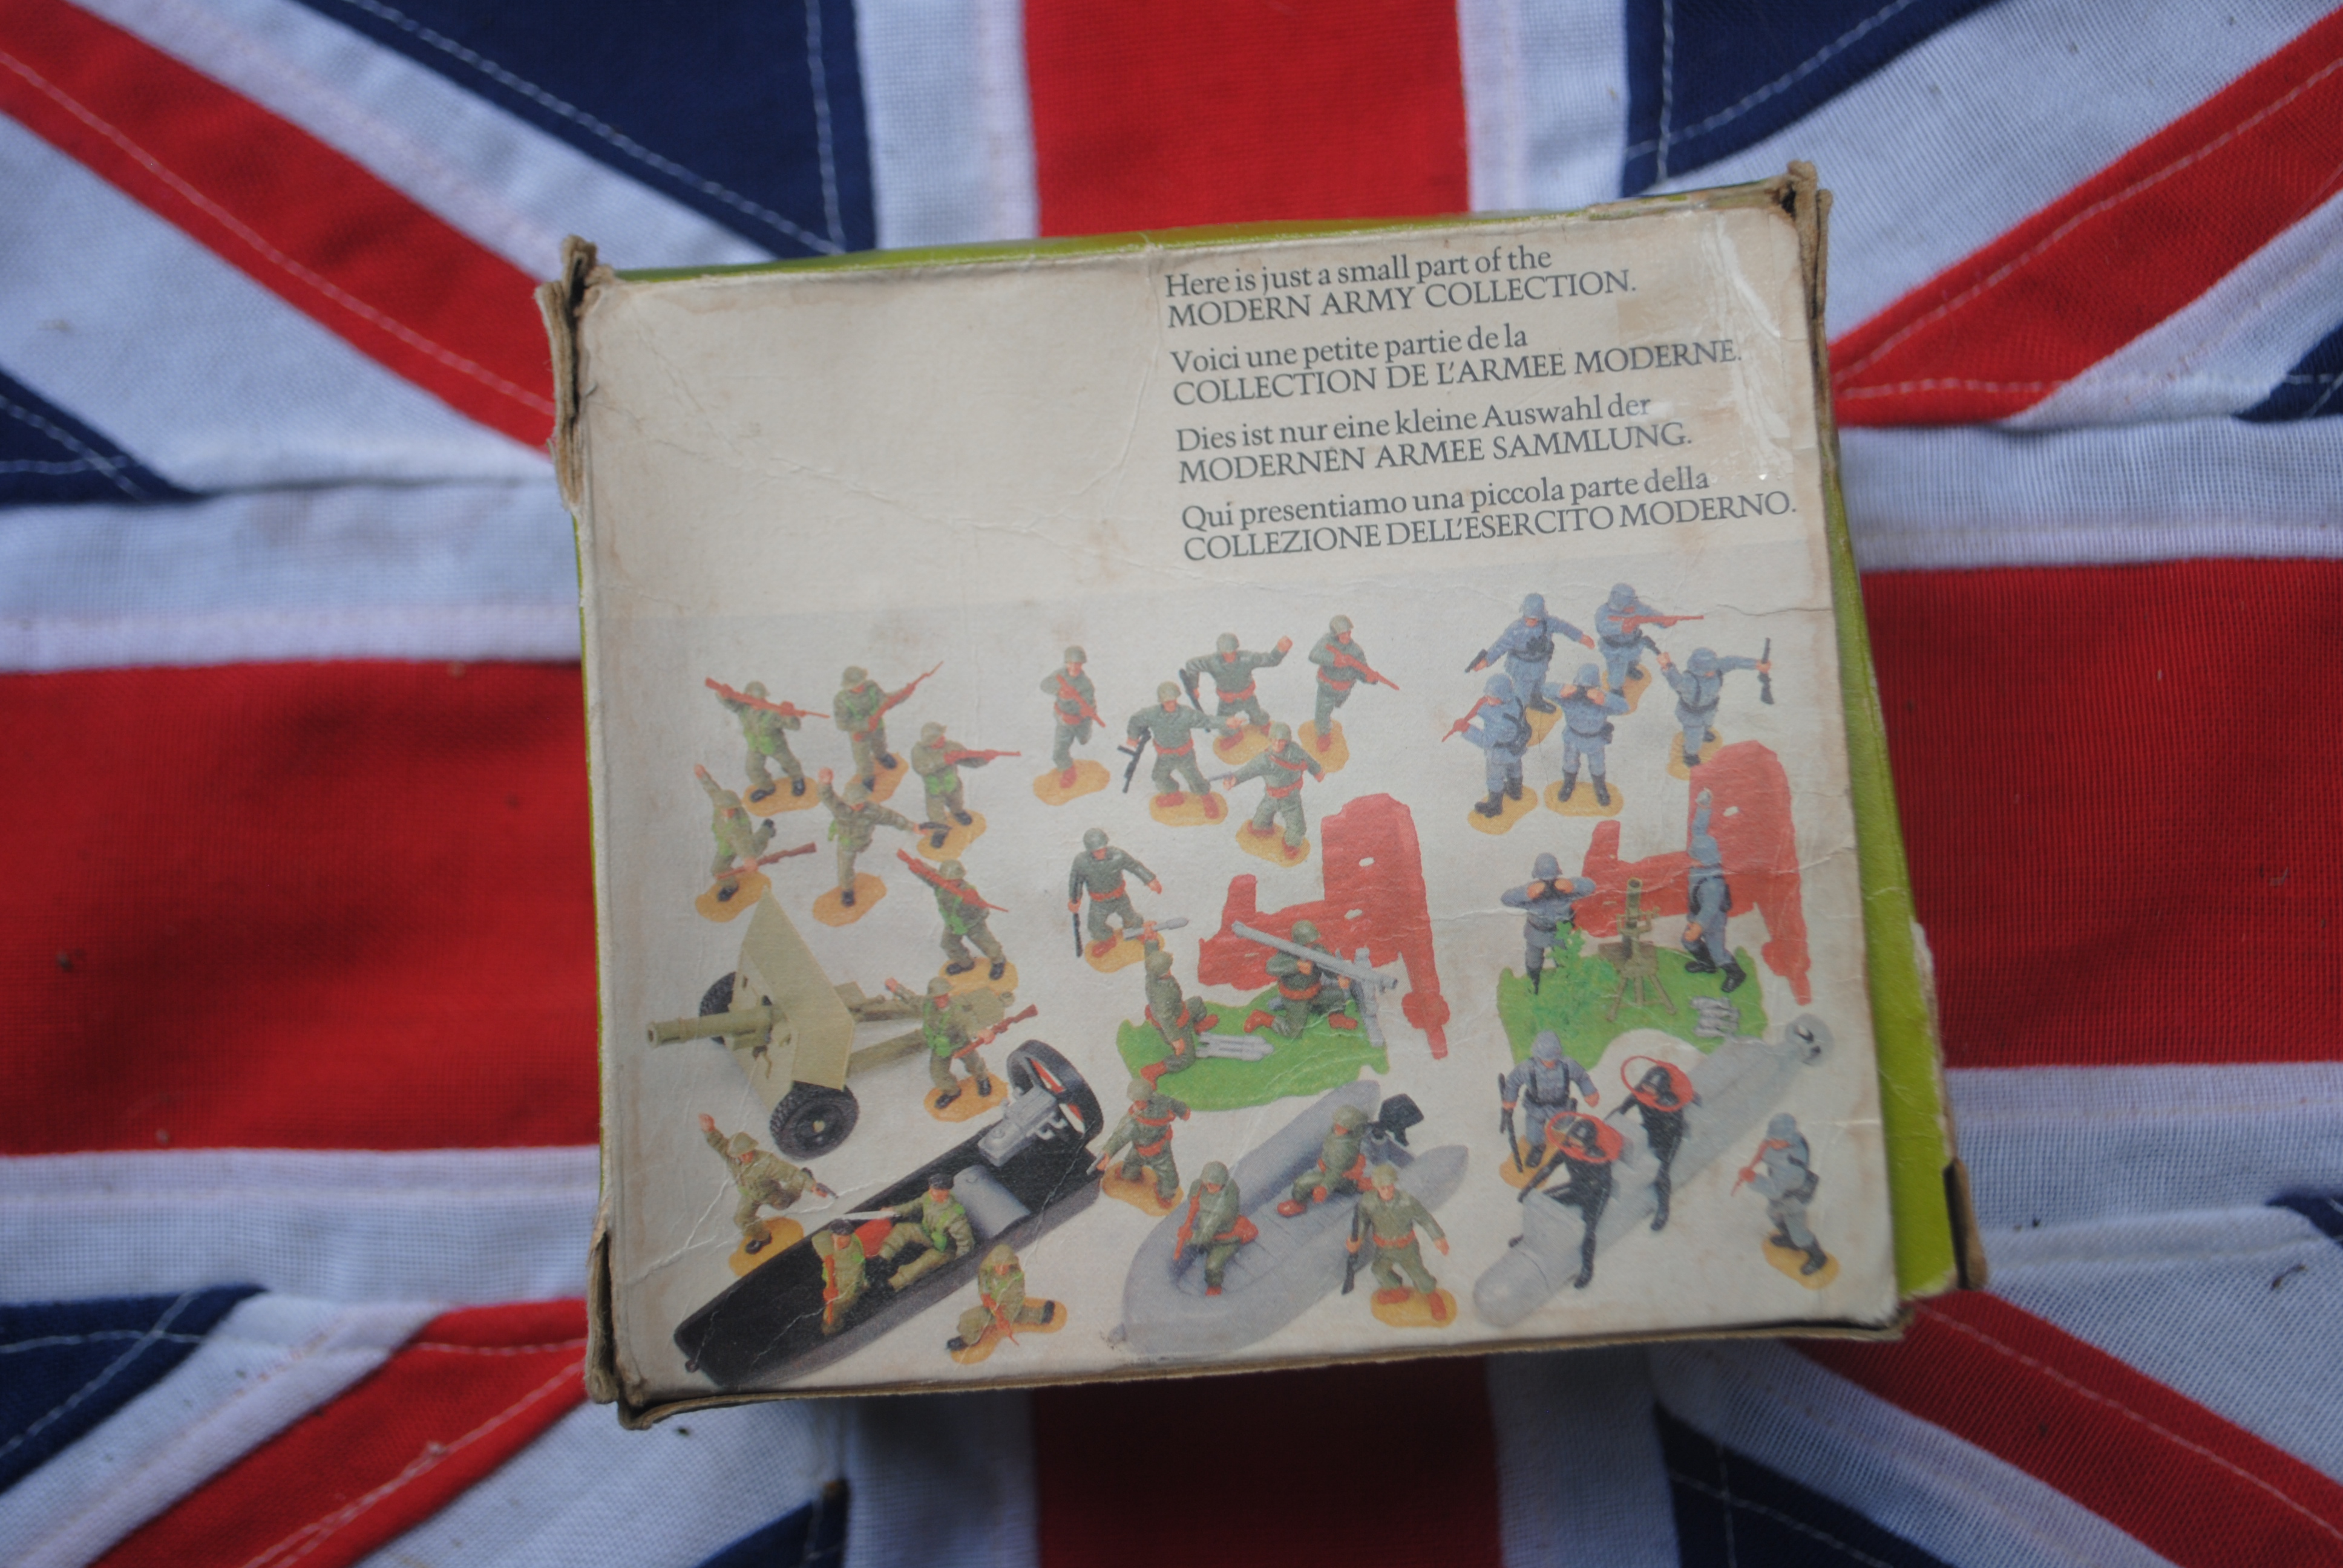 Here is just a small part of the
MODERN ARMY COLLECTION.
Voici une petite partie de la
COLLECTION DE L'ARMEE MODERNE.
Dies ist nur eine kleine Auswahl der
MODERNEN ARMEE SAMMLUNG.
Qui presentiamo una piccola parte della
COLLEZIONE DELL'ESERCITO MODERNO.